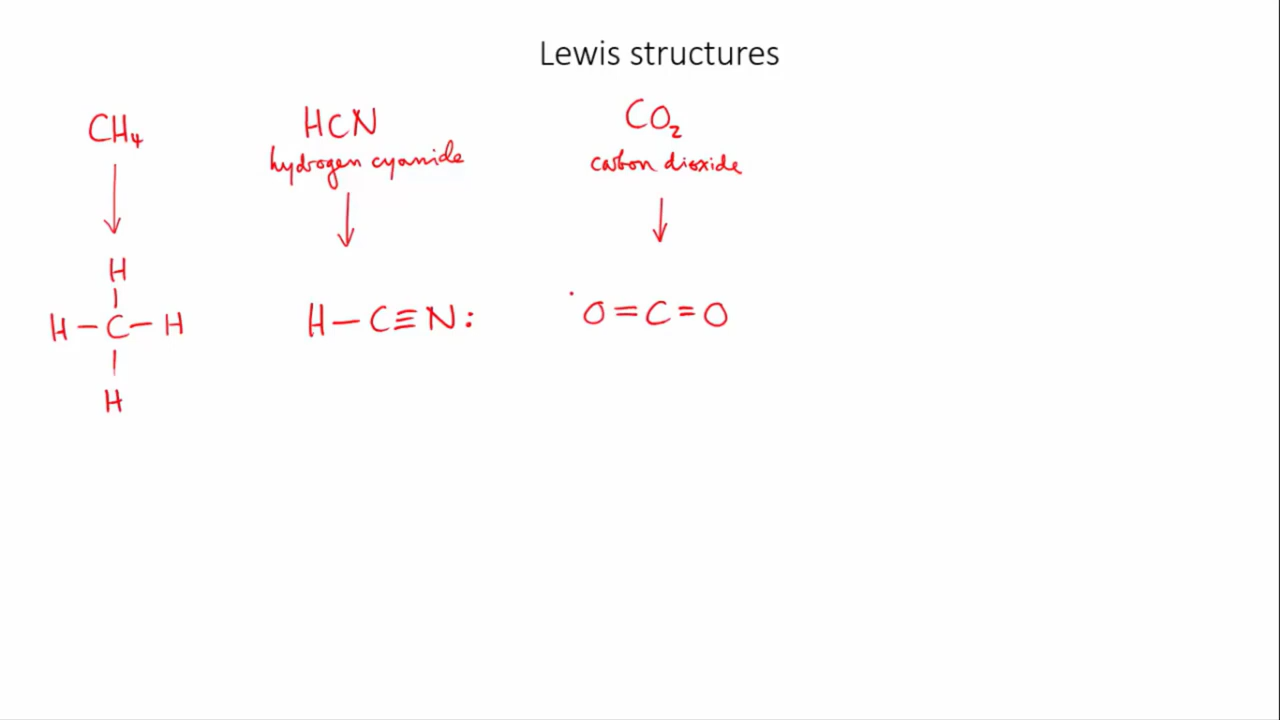 Lewis structures
CH₄
HCN
hydrogen cyanide
CO₂
carbon dioxide
H
H–C–H
H
H–C≡N:
O=C=O